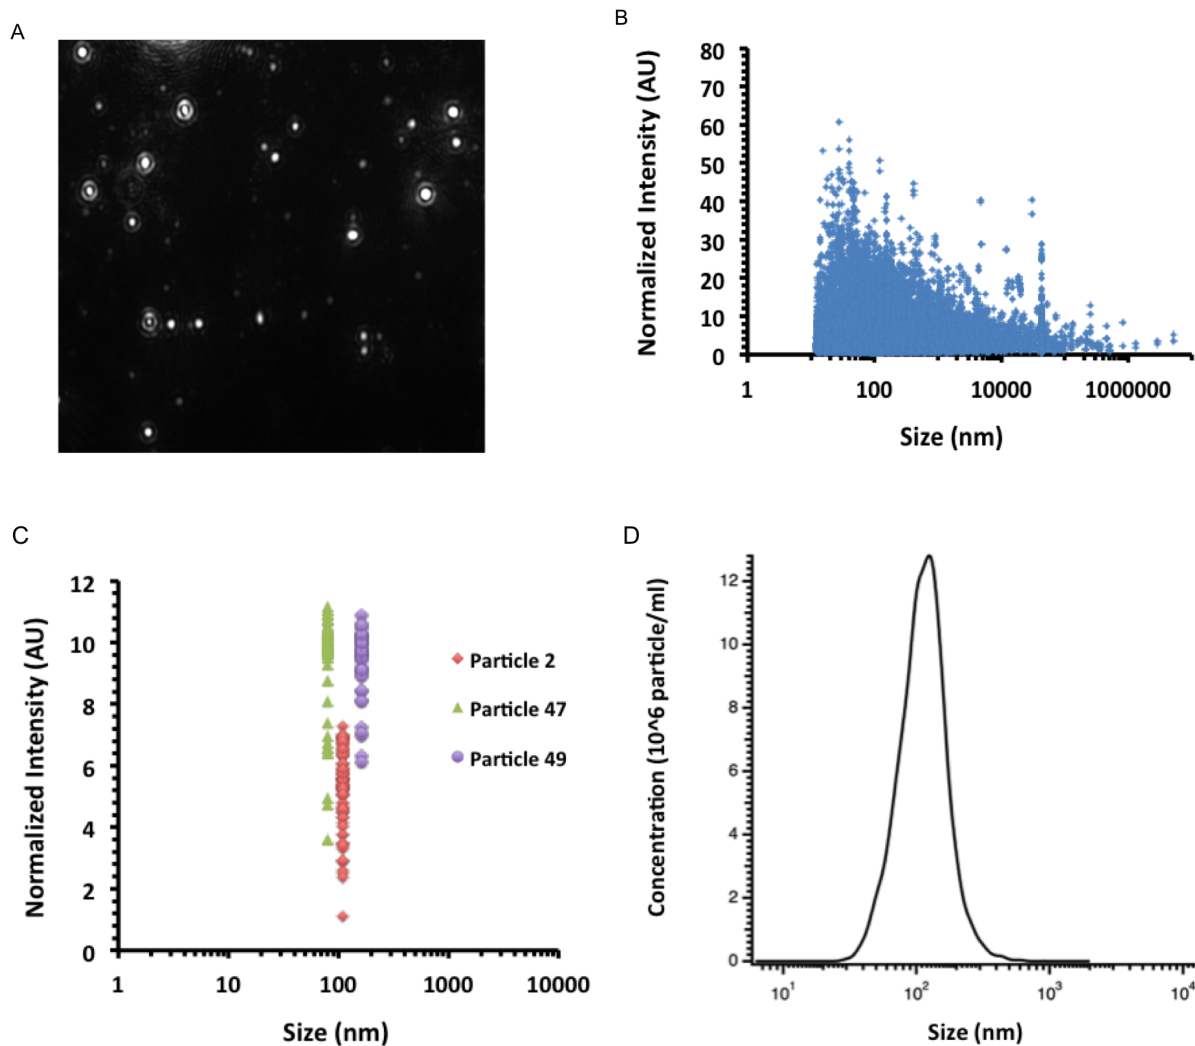 A
B
Normalized Intensity (AU)
80
70
60
50
40
30
20
10
0
1 100 10000 1000000
Size (nm)
C
Normalized Intensity (AU)
12
10
8
6
4
2
0
1 10 100 1000 10000
Size (nm)
Particle 2
Particle 47
Particle 49
D
Concentration (10^6 particle/ml)
12
10
8
6
4
2
0
10¹ 10² 10³ 10⁴
Size (nm)